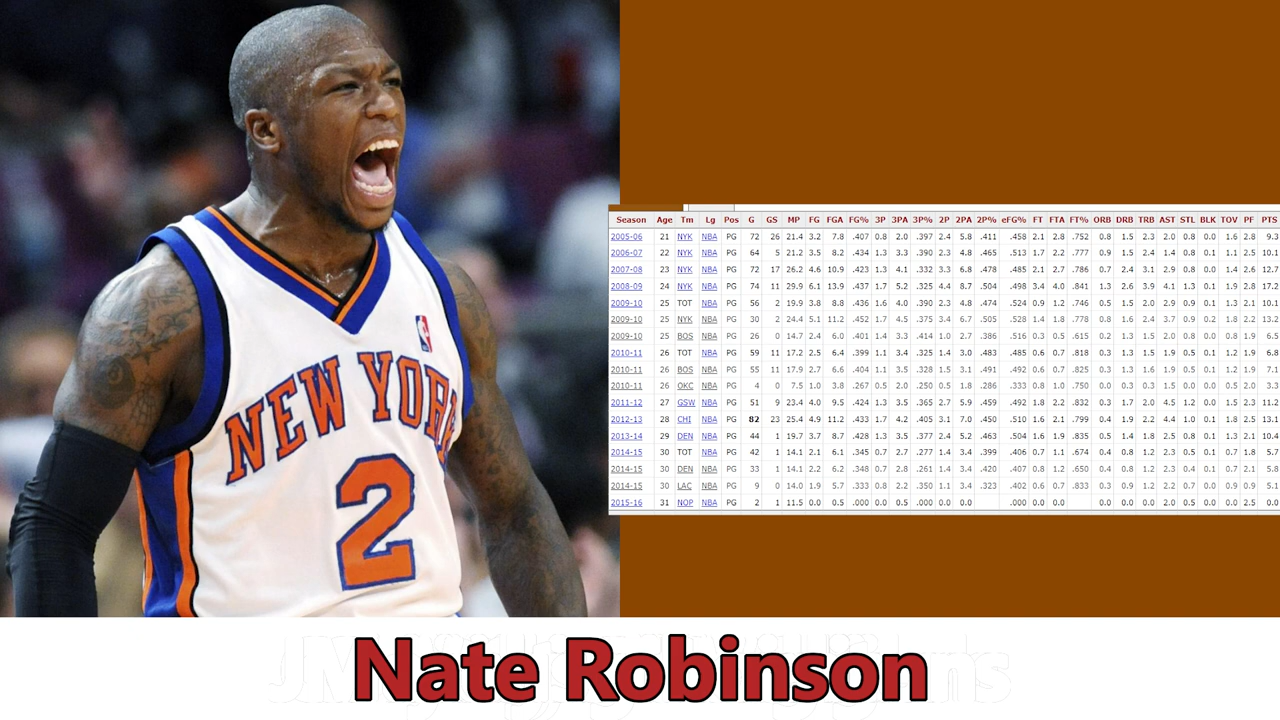 NEW YORK
2
Season Age Tm Lg Pos G GS MP FG FGA FG% 3P 3PA 3P% 2P 2PA 2P% eFG% FT FTA FT% ORB DRB TRB AST STL BLK TOV PF PTS
2005-06 21 NYK NBA PG 72 26 21.4 3.2 7.8 .407 0.8 2.0 .397 2.4 5.8 .411 .458 2.1 2.8 .752 0.8 1.5 2.3 2.0 0.8 0.0 1.6 2.8 9.3
2006-07 22 NYK NBA PG 64 5 21.2 3.5 8.2 .434 1.3 3.3 .390 2.3 4.8 .465 .513 1.7 2.2 .777 0.9 1.5 2.4 1.4 0.8 0.1 1.1 2.5 10.1
2007-08 23 NYK NBA PG 72 17 26.2 4.6 10.9 .423 1.3 4.1 .332 3.3 6.8 .478 .485 2.1 2.7 .786 0.7 2.4 3.1 2.9 0.8 0.0 1.4 2.6 12.7
2008-09 24 NYK NBA PG 74 11 29.9 6.1 13.9 .437 1.7 5.2 .325 4.4 8.7 .504 .498 3.4 4.0 .841 1.3 2.6 3.9 4.1 1.3 0.1 1.9 2.8 17.2
2009-10 25 TOT NBA PG 56 2 19.9 3.8 8.8 .436 1.6 4.0 .390 2.3 4.8 .474 .524 0.8 1.2 .746 0.5 1.5 2.0 2.9 0.9 0.1 1.3 2.1 10.1
2009-10 25 NYK NBA PG 30 2 24.4 5.1 11.2 .452 1.7 4.5 .375 3.4 6.7 .505 .528 1.4 1.8 .778 0.8 1.6 2.4 3.7 0.9 0.2 1.8 2.2 13.2
2009-10 25 BOS NBA PG 26 0 14.7 2.4 6.0 .401 1.4 3.3 .414 1.0 2.7 .386 .516 0.3 0.5 .615 0.2 1.3 1.5 2.0 0.8 0.0 0.8 1.9 6.5
2010-11 26 TOT NBA PG 59 11 17.2 2.5 6.4 .399 1.1 3.4 .325 1.4 3.0 .483 .485 0.6 0.7 .818 0.3 1.3 1.5 1.9 0.5 0.1 1.2 1.9 6.8
2010-11 26 BOS NBA PG 55 11 17.9 2.7 6.6 .404 1.1 3.5 .328 1.5 3.1 .491 .492 0.6 0.7 .825 0.3 1.3 1.6 1.9 0.5 0.1 1.2 1.9 7.1
2010-11 26 OKC NBA PG 4 0 7.5 1.0 3.8 .267 0.5 2.0 .250 0.5 1.8 .286 .333 0.8 1.0 .750 0.0 0.3 0.3 1.5 0.0 0.0 0.5 2.0 3.3
2011-12 27 GSW NBA PG 51 9 23.4 4.0 9.5 .424 1.3 3.5 .365 2.7 5.9 .459 .492 1.8 2.2 .832 0.3 1.7 2.0 4.5 1.2 0.0 1.5 2.3 11.2
2012-13 28 CHI NBA PG 82 23 25.4 4.9 11.2 .433 1.7 4.2 .405 3.1 7.0 .450 .510 1.6 2.1 .799 0.4 1.9 2.2 4.4 1.0 0.1 1.8 2.5 13.1
2013-14 29 DEN NBA PG 44 1 19.7 3.7 8.7 .428 1.3 3.5 .377 2.4 5.2 .463 .504 1.6 1.9 .835 0.5 1.4 1.8 2.5 0.8 0.1 1.3 2.1 10.4
2014-15 30 TOT NBA PG 42 1 14.1 2.1 6.1 .345 0.7 2.7 .277 1.4 3.4 .399 .406 0.7 1.1 .674 0.4 0.8 1.2 2.3 0.5 0.1 0.7 1.8 5.7
2014-15 30 DEN NBA PG 33 1 14.1 2.2 6.2 .348 0.7 2.8 .261 1.4 3.4 .420 .407 0.8 1.2 .650 0.4 0.8 1.2 2.3 0.4 0.1 0.7 2.1 5.8
2014-15 30 LAC NBA PG 9 0 14.0 1.9 5.7 .333 0.8 2.2 .350 1.1 3.4 .323 .402 0.6 0.7 .833 0.3 0.9 1.2 2.2 0.7 0.0 0.9 0.9 5.1
2015-16 31 NOP NBA PG 2 1 11.5 0.0 0.5 .000 0.0 0.5 .000 0.0 0.0 .000 0.0 0.0 0.0 0.0 0.0 2.0 0.5 0.0 0.0 2.5 0.0
Nate Robinson